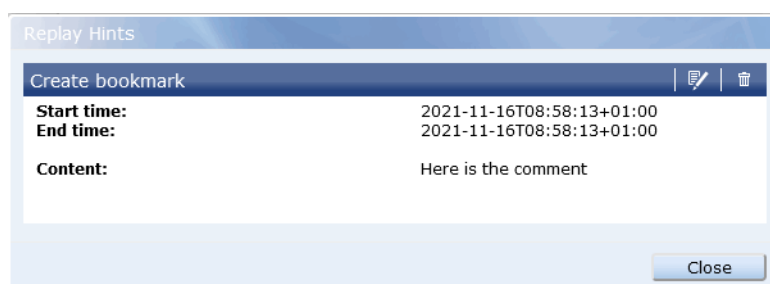 Replay Hints
Create bookmark
Start time: 2021-11-16T08:58:13+01:00
End time: 2021-11-16T08:58:13+01:00
Content: Here is the comment
Close